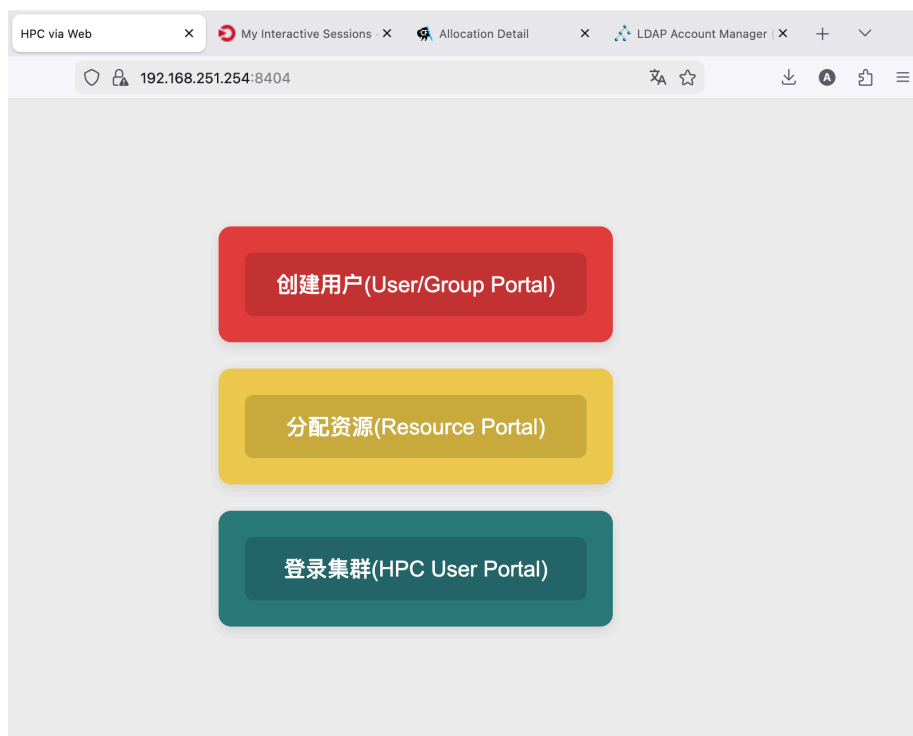 HPC via Web
My Interactive Sessions -
Allocation Detail
LDAP Account Manager (
192.168.251.254:8404
A
创建用户(User/Group Portal)
分配资源(Resource Portal)
登录集群(HPC User Portal)